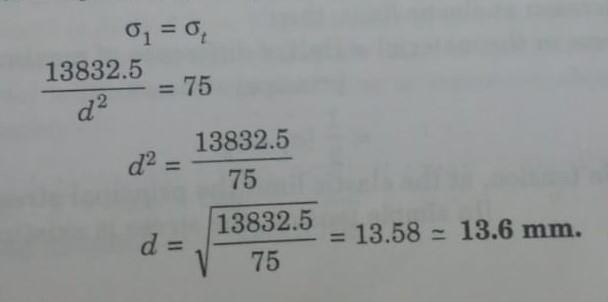 σ₁ = σₜ
13832.5 / d² = 75
d² = 13832.5 / 75
d = √(13832.5 / 75) = 13.58 ≃ 13.6 mm.